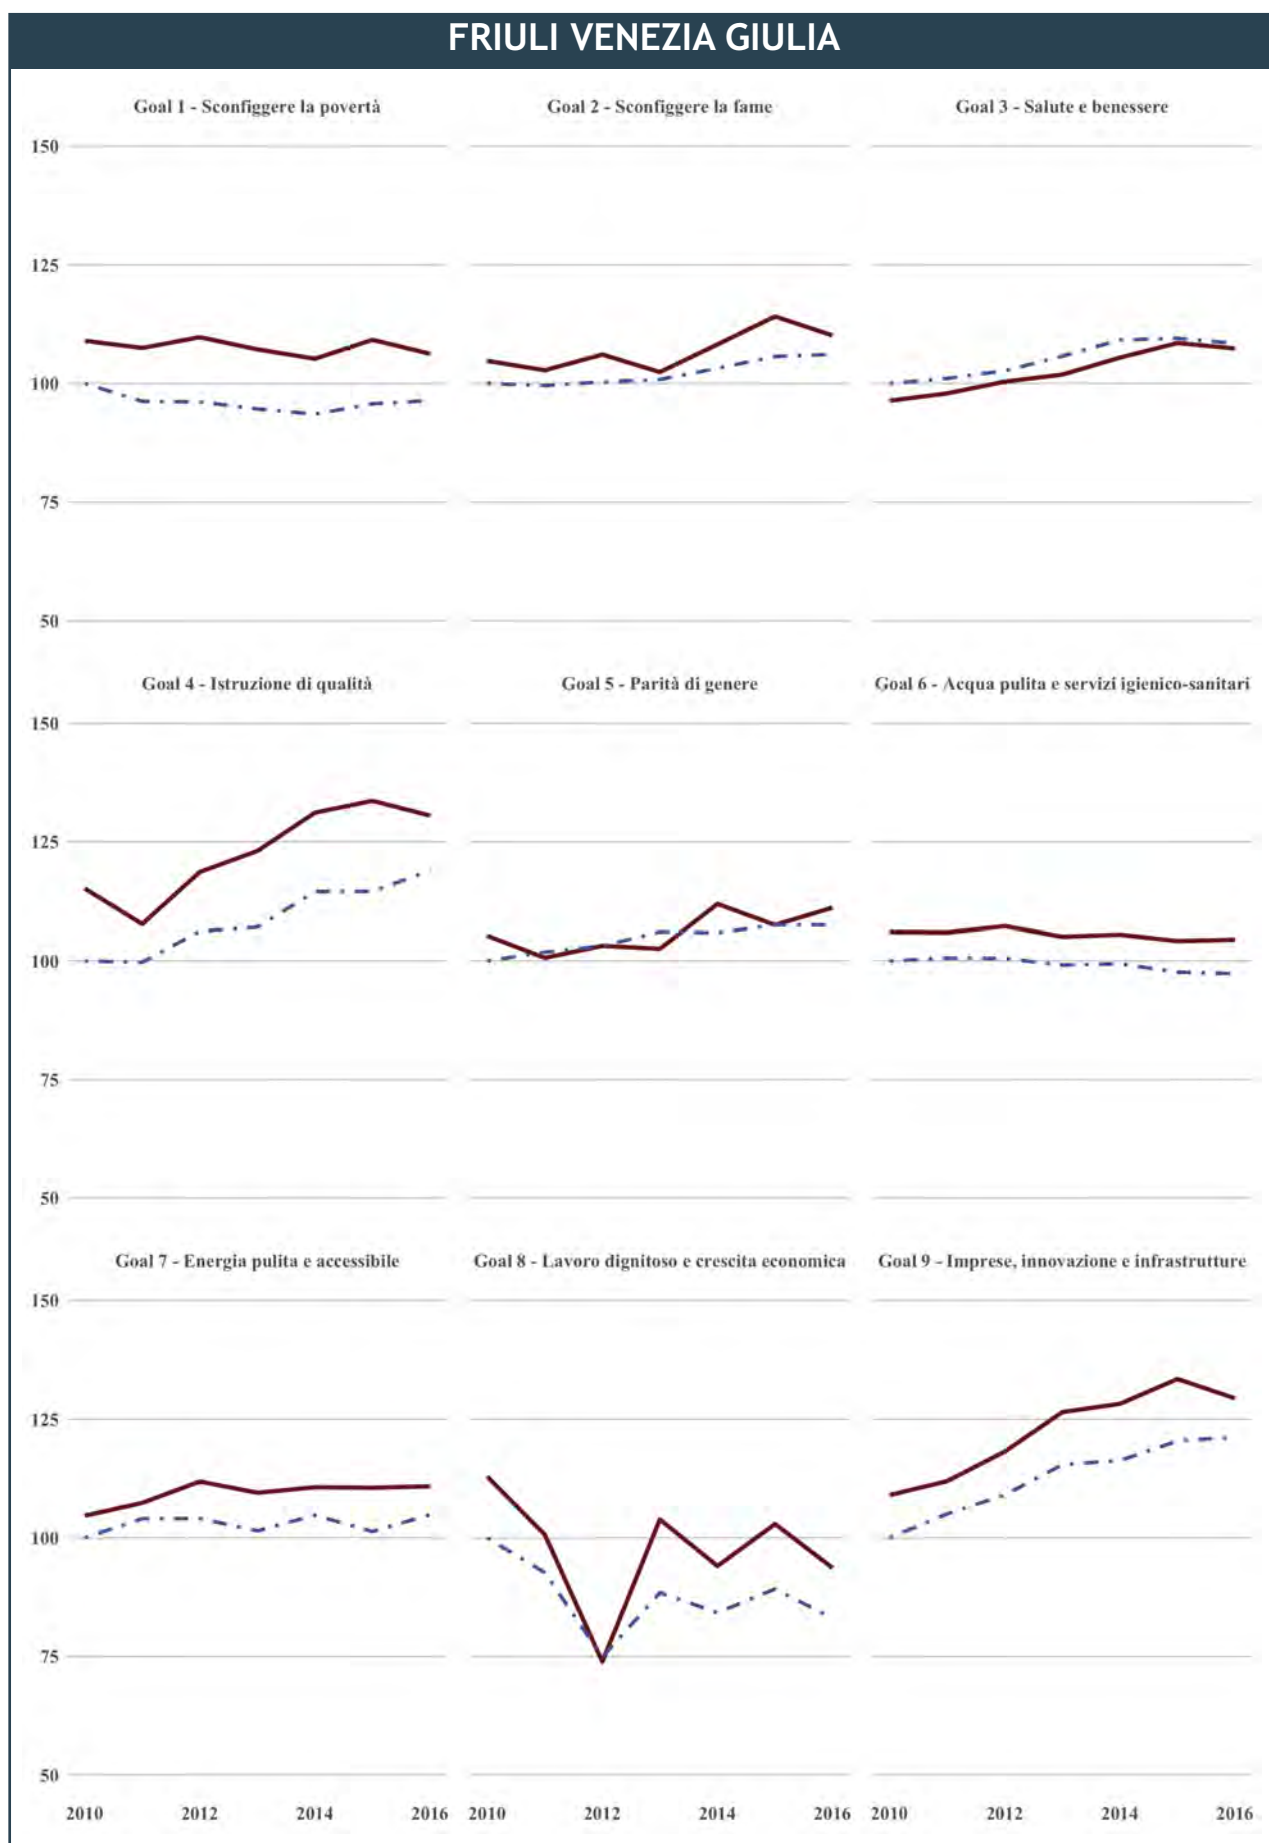 FRIULI VENEZIA GIULIA
Goal 1 - Sconfiggere la povertà
Goal 2 - Sconfiggere la fame
Goal 3 - Salute e benessere
150
125
100
75
50
Goal 4 - Istruzione di qualità
Goal 5 - Parità di genere
Goal 6 - Acqua pulita e servizi igienico-sanitari
150
125
100
75
50
Goal 7 - Energia pulita e accessibile
Goal 8 - Lavoro dignitoso e crescita economica
Goal 9 - Imprese, innovazione e infrastrutture
150
125
100
75
50
2010 2012 2014 2016 2010 2012 2014 2016 2010 2012 2014 2016